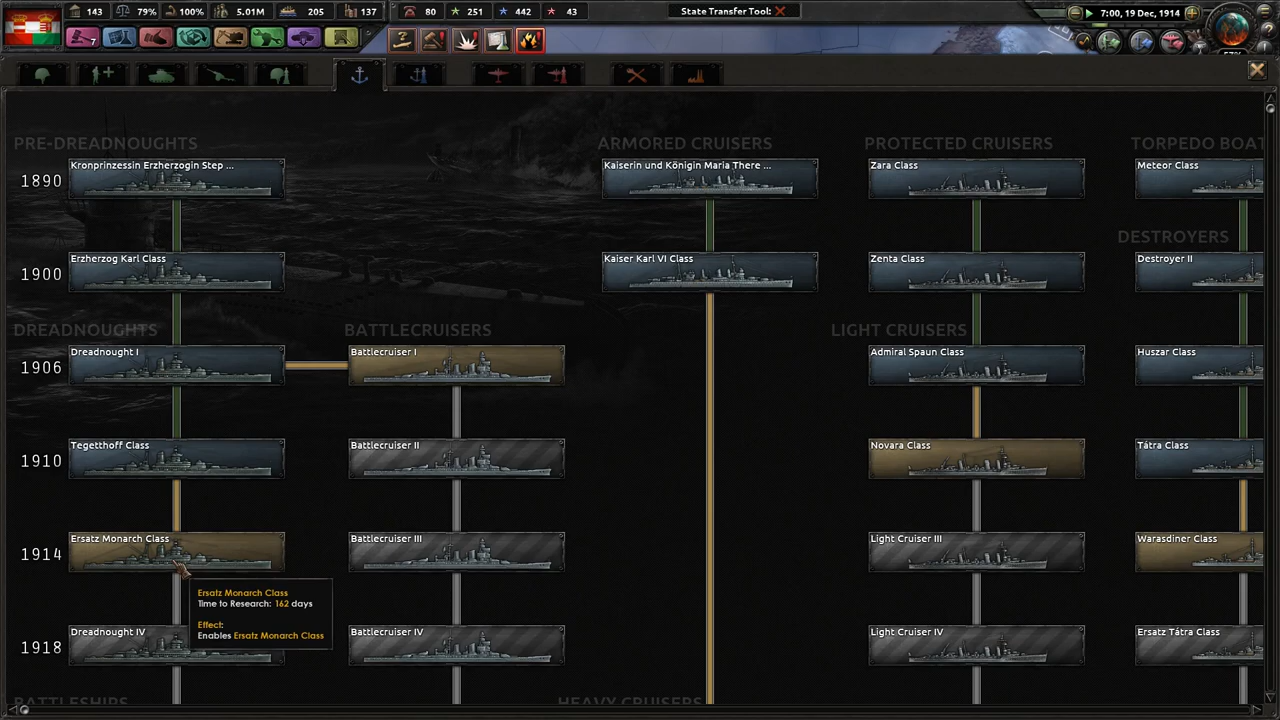 143 79% 100% 5.01M 205 137 80 251 442 43 State Transfer Tool: 7:00, 19 Dec, 1914
7
PRE-DREADNOUGHTS ARMORED CRUISERS PROTECTED CRUISERS TORPEDO BOAT
1890 Kronprinzessin Erzherzogin Step ... Kaiserin und Königin Maria There ... Zara Class Meteor Class
DESTROYERS
1900 Erzherzog Karl Class Kaiser Karl VI Class Zenta Class Destroyer II
DREADNOUGHTS BATTLECRUISERS LIGHT CRUISERS
1906 Dreadnought I Battlecruiser I Admiral Spaun Class Huszar Class
1910 Tegetthoff Class Battlecruiser II Novara Class Tátra Class
1914 Ersatz Monarch Class Battlecruiser III Light Cruiser III Warasdiner Class
Ersatz Monarch Class
Time to Research: 162 days
Effect:
Enables Ersatz Monarch Class
1918 Dreadnought IV Battlecruiser IV Light Cruiser IV Ersatz Tátra Class
BATTLESHIPS HEAVY CRUISERS